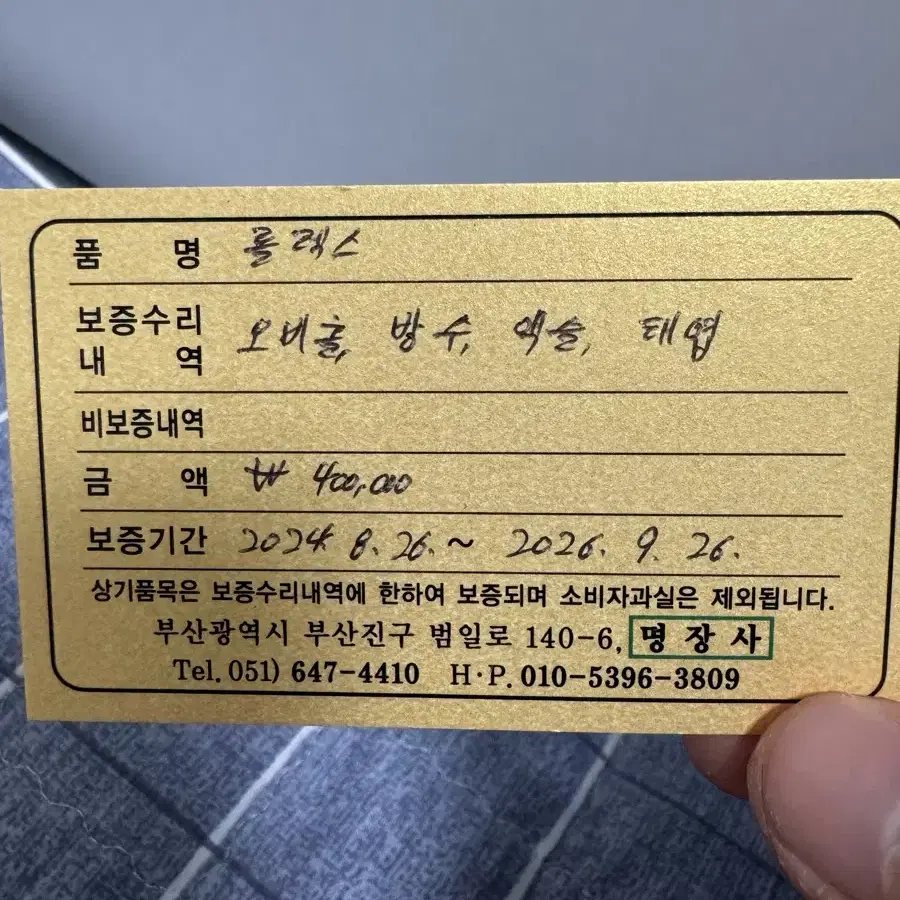 품 명 롤렉스
보증수리
내 역 오버홀, 방수, 액슬, 태엽
비보증내역
금 액 ₩ 400,000
보증기간 2024. 8. 26. ~ 2026. 9. 26.
상기품목은 보증수리내역에 한하여 보증되며 소비자과실은 제외됩니다.
부산광역시 부산진구 범일로 140-6, 명 장 사
Tel. 051) 647-4410 H·P. 010-5396-3809